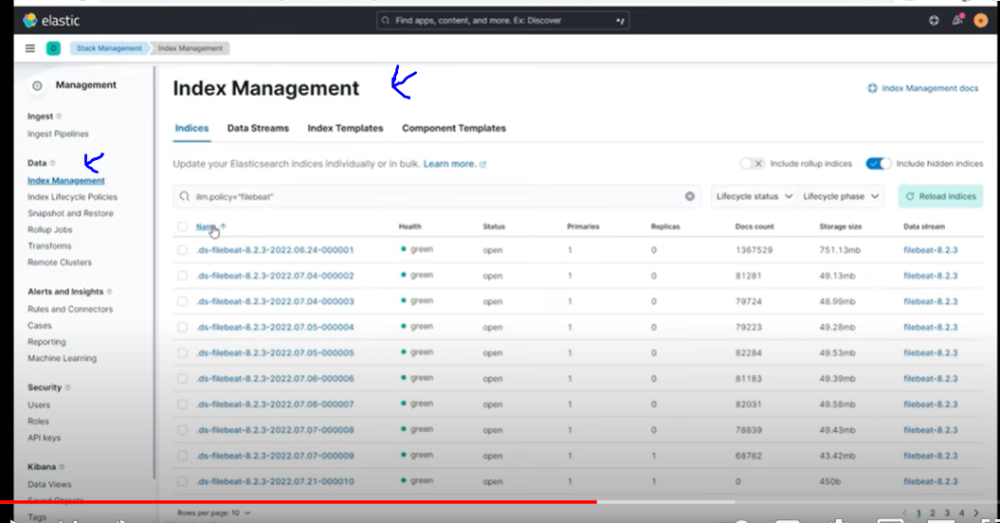 elastic
Find apps, content, and more. Ex: Discover
D Stack Management Index Management
Management
Ingest
Ingest Pipelines
Data
Index Management
Index Lifecycle Policies
Snapshot and Restore
Rollup Jobs
Transforms
Remote Clusters
Alerts and Insights
Rules and Connectors
Cases
Reporting
Machine Learning
Security
Users
Roles
API keys
Kibana
Data Views
Saved Objects
Tags
Index Management
Index Management docs
Indices Data Streams Index Templates Component Templates
Update your Elasticsearch indices individually or in bulk. Learn more.
Include rollup indices Include hidden indices
ilm.policy="filebeat"
Lifecycle status Lifecycle phase Reload indices
Name Health Status Primaries Replicas Docs count Storage size Data stream
.ds-filebeat-8.2.3-2022.06.24-000001 green open 1 0 1367529 751.13mb filebeat-8.2.3
.ds-filebeat-8.2.3-2022.07.04-000002 green open 1 0 81281 49.13mb filebeat-8.2.3
.ds-filebeat-8.2.3-2022.07.04-000003 green open 1 0 79724 48.99mb filebeat-8.2.3
.ds-filebeat-8.2.3-2022.07.05-000004 green open 1 0 79223 49.28mb filebeat-8.2.3
.ds-filebeat-8.2.3-2022.07.05-000005 green open 1 0 82284 49.53mb filebeat-8.2.3
.ds-filebeat-8.2.3-2022.07.06-000006 green open 1 0 81183 49.39mb filebeat-8.2.3
.ds-filebeat-8.2.3-2022.07.06-000007 green open 1 0 82031 49.58mb filebeat-8.2.3
.ds-filebeat-8.2.3-2022.07.07-000008 green open 1 0 78839 49.43mb filebeat-8.2.3
.ds-filebeat-8.2.3-2022.07.07-000009 green open 1 1 68762 43.42mb filebeat-8.2.3
.ds-filebeat-8.2.3-2022.07.21-000010 green open 1 1 0 450b filebeat-8.2.3
Rows per page: 10
1 2 3 4